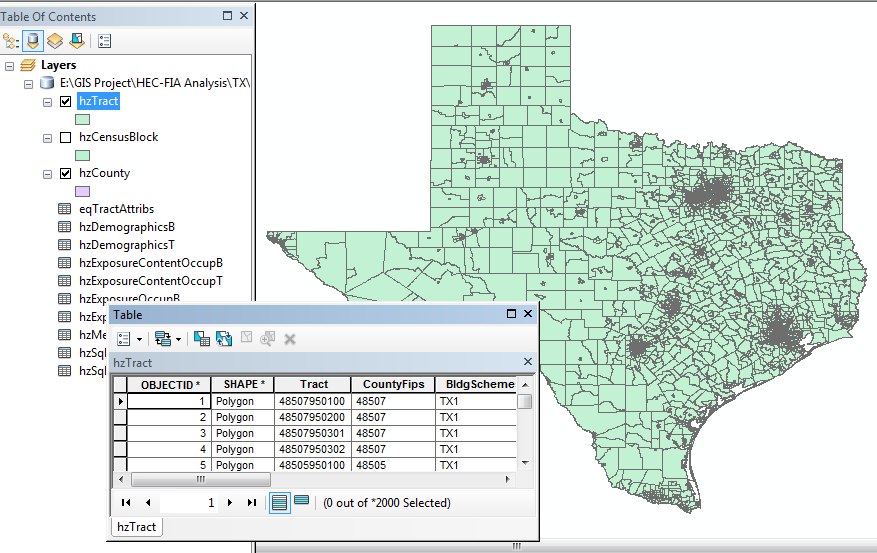 Table Of Contents
Layers
E:\GIS Project\HEC-FIA Analysis\TX\
hzTract
hzCensusBlock
hzCounty
eqTractAttribs
hzDemographicsB
hzDemographicsT
hzExposureContentOccupB
hzExposureContentOccupT
hzExposureOccupB
hzExp
hzMe
hzSql
hzSql
Table
hzTract
OBJECTID * SHAPE * Tract CountyFips BldgScheme
1 Polygon 48507950100 48507 TX1
2 Polygon 48507950200 48507 TX1
3 Polygon 48507950301 48507 TX1
4 Polygon 48507950302 48507 TX1
5 Polygon 48505950100 48505 TX1
1 (0 out of *2000 Selected)
hzTract